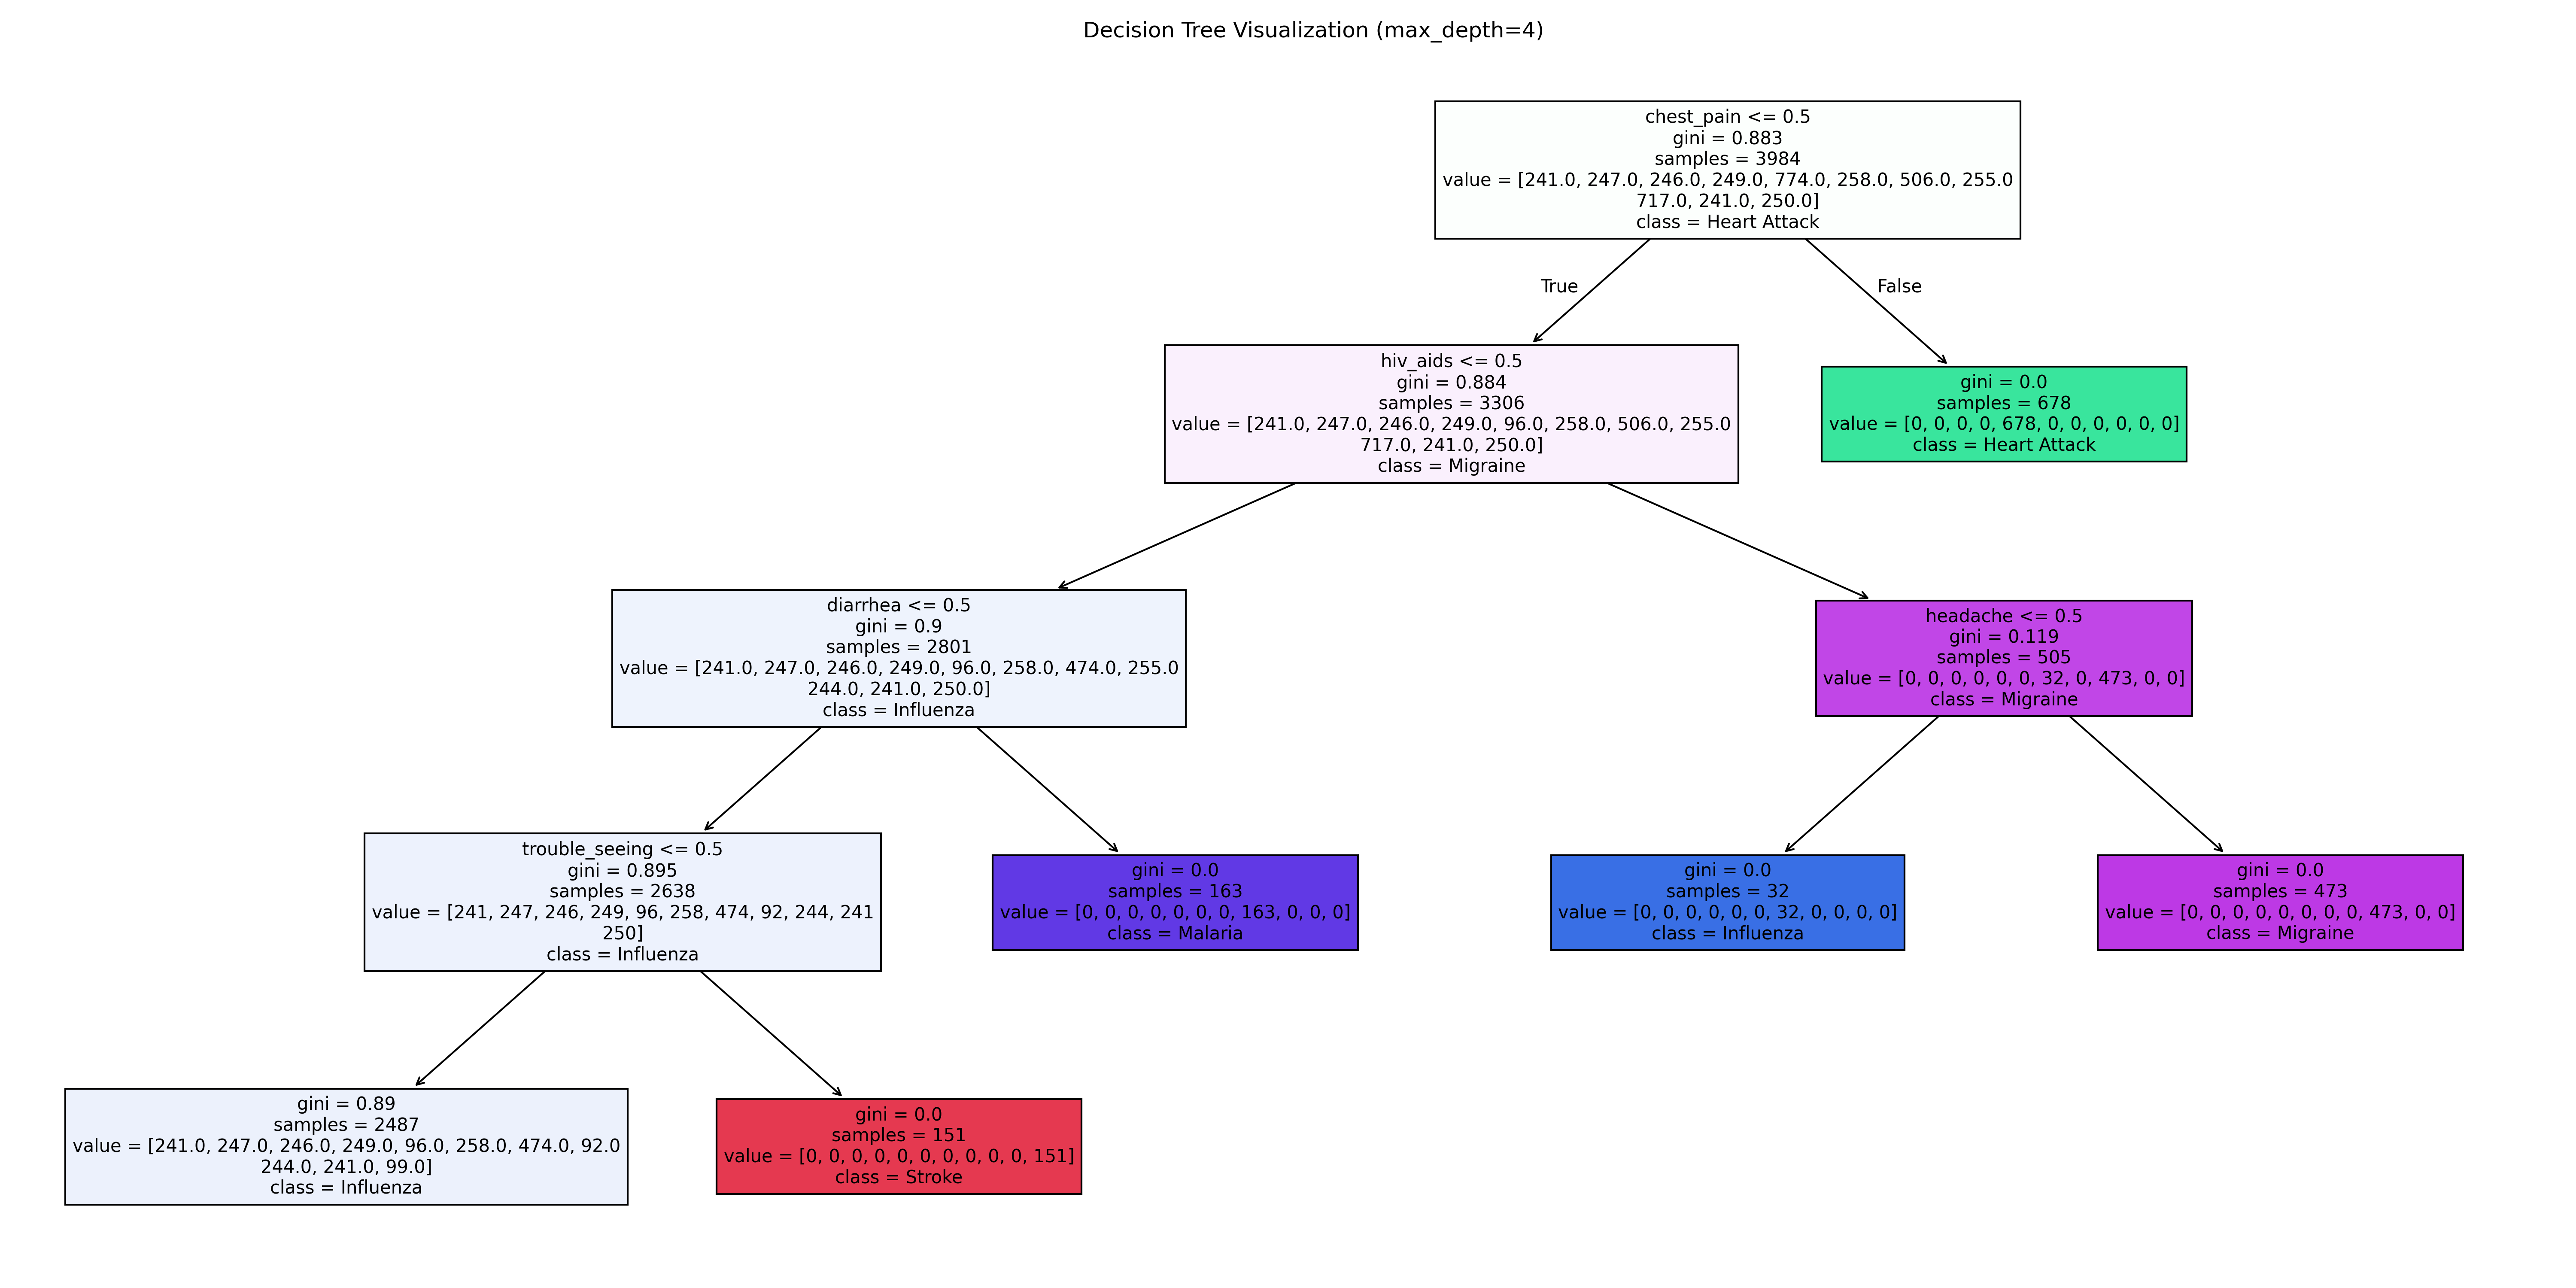 Decision Tree Visualization (max_depth=4)
chest_pain <= 0.5
gini = 0.883
samples = 3984
value = [241.0, 247.0, 246.0, 249.0, 774.0, 258.0, 506.0, 255.0
717.0, 241.0, 250.0]
class = Heart Attack
True
False
hiv_aids <= 0.5
gini = 0.884
samples = 3306
value = [241.0, 247.0, 246.0, 249.0, 96.0, 258.0, 506.0, 255.0
717.0, 241.0, 250.0]
class = Migraine
gini = 0.0
samples = 678
value = [0, 0, 0, 0, 678, 0, 0, 0, 0, 0, 0]
class = Heart Attack
diarrhea <= 0.5
gini = 0.9
samples = 2801
value = [241.0, 247.0, 246.0, 249.0, 96.0, 258.0, 474.0, 255.0
244.0, 241.0, 250.0]
class = Influenza
headache <= 0.5
gini = 0.119
samples = 505
value = [0, 0, 0, 0, 0, 0, 32, 0, 473, 0, 0]
class = Migraine
trouble_seeing <= 0.5
gini = 0.895
samples = 2638
value = [241, 247, 246, 249, 96, 258, 474, 92, 244, 241
250]
class = Influenza
gini = 0.0
samples = 163
value = [0, 0, 0, 0, 0, 0, 0, 163, 0, 0, 0]
class = Malaria
gini = 0.0
samples = 32
value = [0, 0, 0, 0, 0, 0, 32, 0, 0, 0, 0]
class = Influenza
gini = 0.0
samples = 473
value = [0, 0, 0, 0, 0, 0, 0, 0, 473, 0, 0]
class = Migraine
gini = 0.89
samples = 2487
value = [241.0, 247.0, 246.0, 249.0, 96.0, 258.0, 474.0, 92.0
244.0, 241.0, 99.0]
class = Influenza
gini = 0.0
samples = 151
value = [0, 0, 0, 0, 0, 0, 0, 0, 0, 0, 151]
class = Stroke